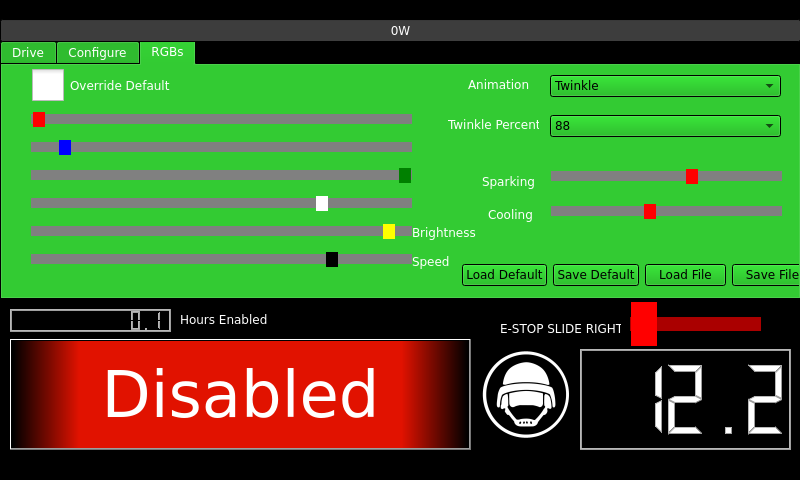 0W
Drive Configure RGBs
Override Default
Animation Twinkle
Twinkle Percent 88
Sparking
Cooling
Brightness
Speed
Load Default Save Default Load File Save File
0.1 Hours Enabled
E-STOP SLIDE RIGHT
Disabled
12.2